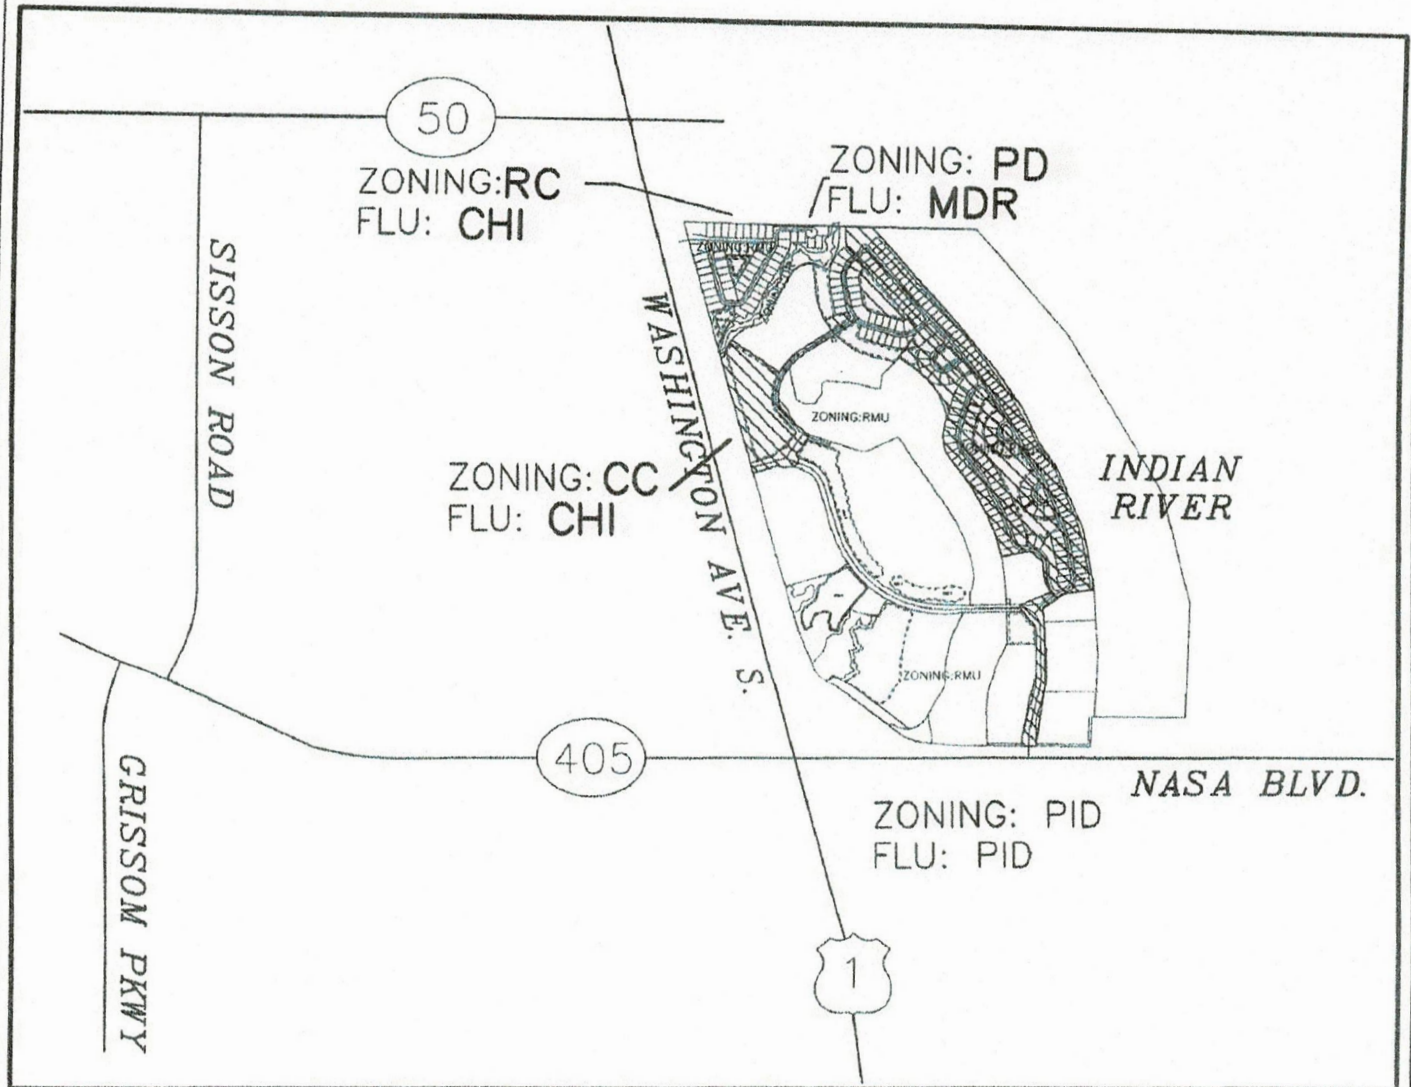 50
ZONING:RC
FLU: CHI
ZONING: PD
FLU: MDR
SISSON ROAD
WASHINGTON AVE. S.
ZONING:RMU
ZONING: CC
FLU: CHI
INDIAN
RIVER
ZONING:RMU
405
NASA BLVD.
GRISSOM PKWY
ZONING: PID
FLU: PID
1